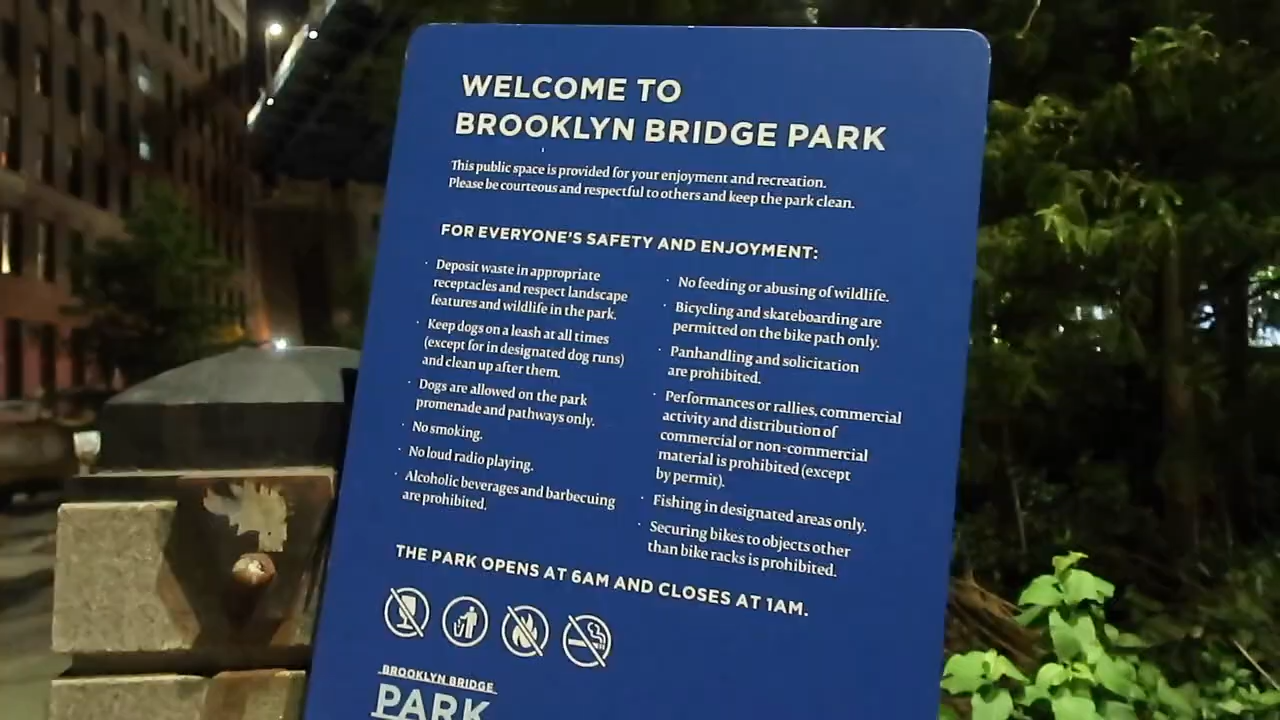 WELCOME TO
BROOKLYN BRIDGE PARK
This public space is provided for your enjoyment and recreation.
Please be courteous and respectful to others and keep the park clean.
FOR EVERYONE'S SAFETY AND ENJOYMENT:
· Deposit waste in appropriate
receptacles and respect landscape
features and wildlife in the park.
· Keep dogs on a leash at all times
(except for in designated dog runs)
and clean up after them.
· Dogs are allowed on the park
promenade and pathways only.
· No smoking.
· No loud radio playing.
· Alcoholic beverages and barbecuing
are prohibited.
· No feeding or abusing of wildlife.
· Bicycling and skateboarding are
permitted on the bike path only.
· Panhandling and solicitation
are prohibited.
· Performances or rallies, commercial
activity and distribution of
commercial or non-commercial
material is prohibited (except
by permit).
· Fishing in designated areas only.
· Securing bikes to objects other
than bike racks is prohibited.
THE PARK OPENS AT 6AM AND CLOSES AT 1AM.
BROOKLYN BRIDGE
PARK